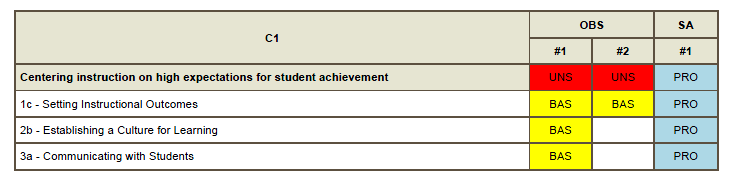 C1 OBS SA
#1 #2 #1
Centering instruction on high expectations for student achievement UNS UNS PRO
1c - Setting Instructional Outcomes BAS BAS PRO
2b - Establishing a Culture for Learning BAS PRO
3a - Communicating with Students BAS PRO